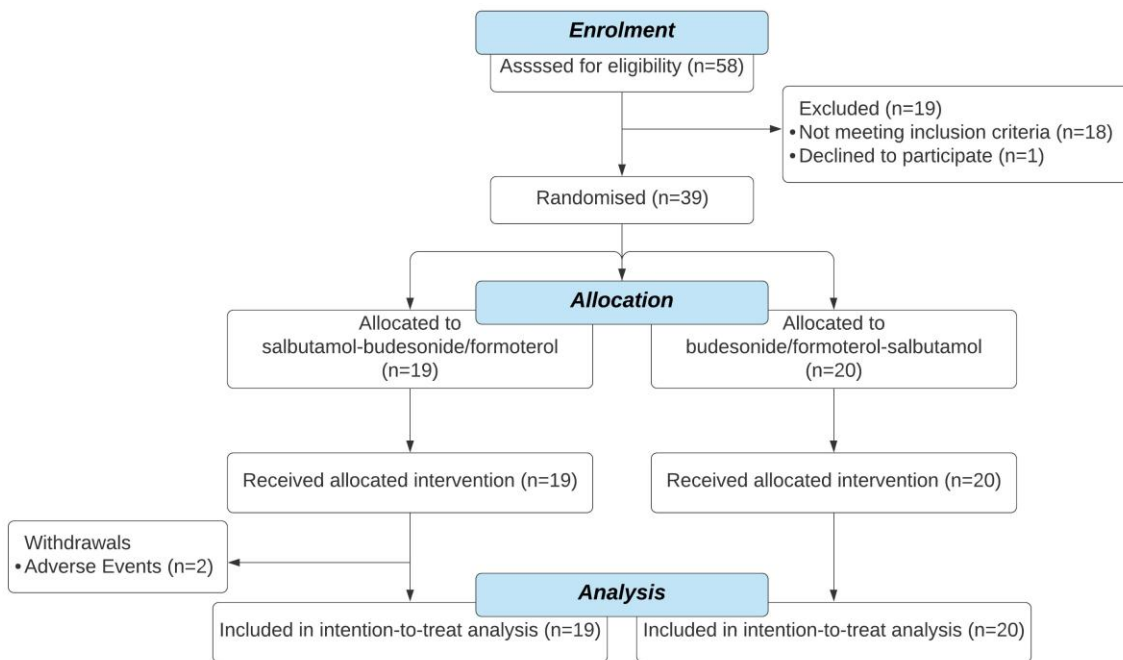 Enrolment
Assssed for eligibility (n=58)
Excluded (n=19)
•Not meeting inclusion criteria (n=18)
•Declined to participate (n=1)
Randomised (n=39)
Allocation
Allocated to
salbutamol-budesonide/formoterol
(n=19)
Allocated to
budesonide/formoterol-salbutamol
(n=20)
Received allocated intervention (n=19)
Received allocated intervention (n=20)
Withdrawals
•Adverse Events (n=2)
Analysis
Included in intention-to-treat analysis (n=19)
Included in intention-to-treat analysis (n=20)